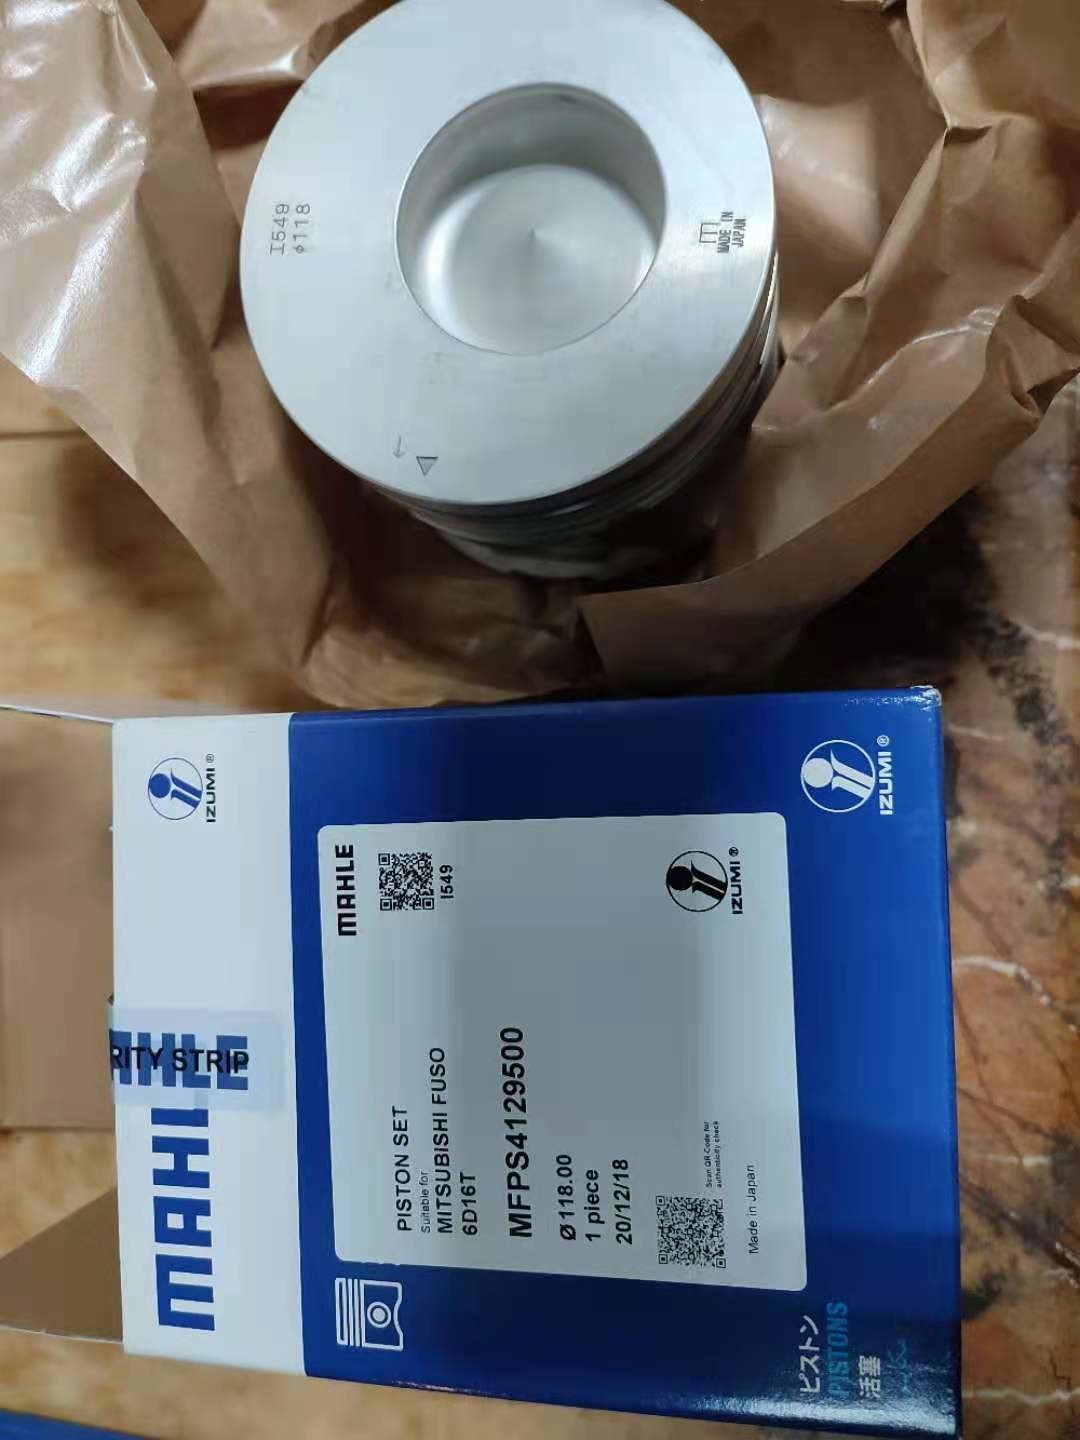 I549
φ118
MADE IN
JAPAN
IZUMI®
IZUMI®
MAHLE
I549
IZUMI®
PISTON SET
Suitable for
MITSUBISHI FUSO
6D16T
MFPS4129500
Ø118.00
1 piece
20/12/18
Scan QR-Code for
authenticity check
Made in Japan
RITY STRIP
MAHLE
ピストン
PISTONS
活塞